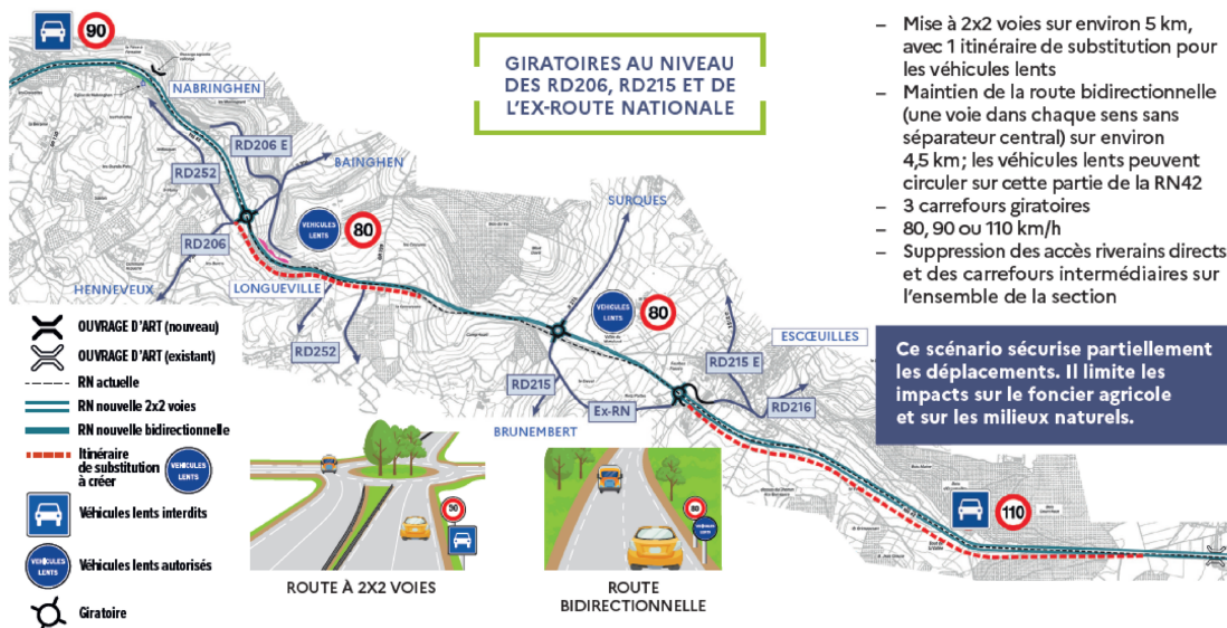 90
NABRINGHEN
GIRATOIRES AU NIVEAU
DES RD206, RD215 ET DE
L'EX-ROUTE NATIONALE
– Mise à 2x2 voies sur environ 5 km,
avec 1 itinéraire de substitution pour
les véhicules lents
– Maintien de la route bidirectionnelle
(une voie dans chaque sens sans
séparateur central) sur environ
4,5 km; les véhicules lents peuvent
circuler sur cette partie de la RN42
– 3 carrefours giratoires
– 80, 90 ou 110 km/h
– Suppression des accès riverains directs
et des carrefours intermédiaires sur
l'ensemble de la section
Ce scénario sécurise partiellement
les déplacements. Il limite les
impacts sur le foncier agricole
et sur les milieux naturels.
RD206 E
BAINGHEN
RD252
SURQUES
VEHICULES
LENTS
80
RD206
HENNEVEUX
LONGUEVILLE
VEHICULES
LENTS
80
ESCŒUILLES
RD252
RD215 E
RD215
Ex-RN
RD216
BRUNEMBERT
110
OUVRAGE D'ART (nouveau)
OUVRAGE D'ART (existant)
RN actuelle
RN nouvelle 2x2 voies
RN nouvelle bidirectionnelle
Itinéraire
de substitution
à créer
VEHICULES
LENTS
Véhicules lents interdits
VEHICULES
LENTS
Véhicules lents autorisés
Giratoire
90
ROUTE À 2X2 VOIES
80
VEHICULES
LENTS
ROUTE
BIDIRECTIONNELLE